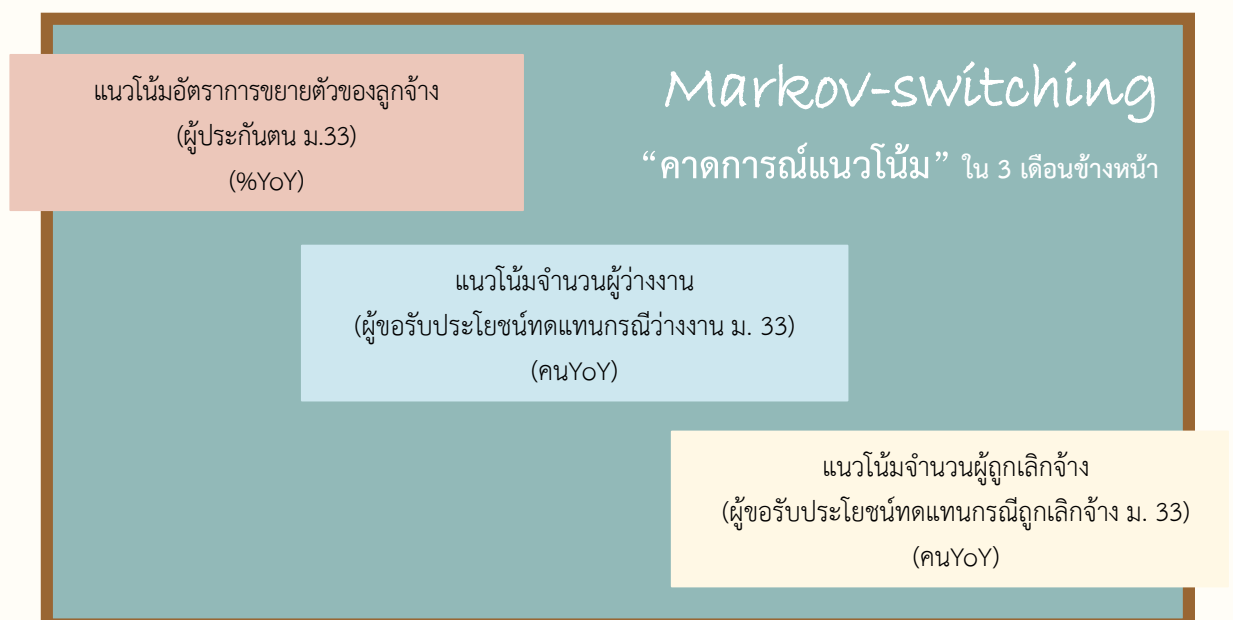 แนวโน้มอัตราการขยายตัวของลูกจ้าง
(ผู้ประกันตน ม.33)
(%YoY)
Markov-switching
“คาดการณ์แนวโน้ม” ใน 3 เดือนข้างหน้า
แนวโน้มจำนวนผู้ว่างงาน
(ผู้ขอรับประโยชน์ทดแทนกรณีว่างงาน ม. 33)
(คนYoY)
แนวโน้มจำนวนผู้ถูกเลิกจ้าง
(ผู้ขอรับประโยชน์ทดแทนกรณีถูกเลิกจ้าง ม. 33)
(คนYoY)